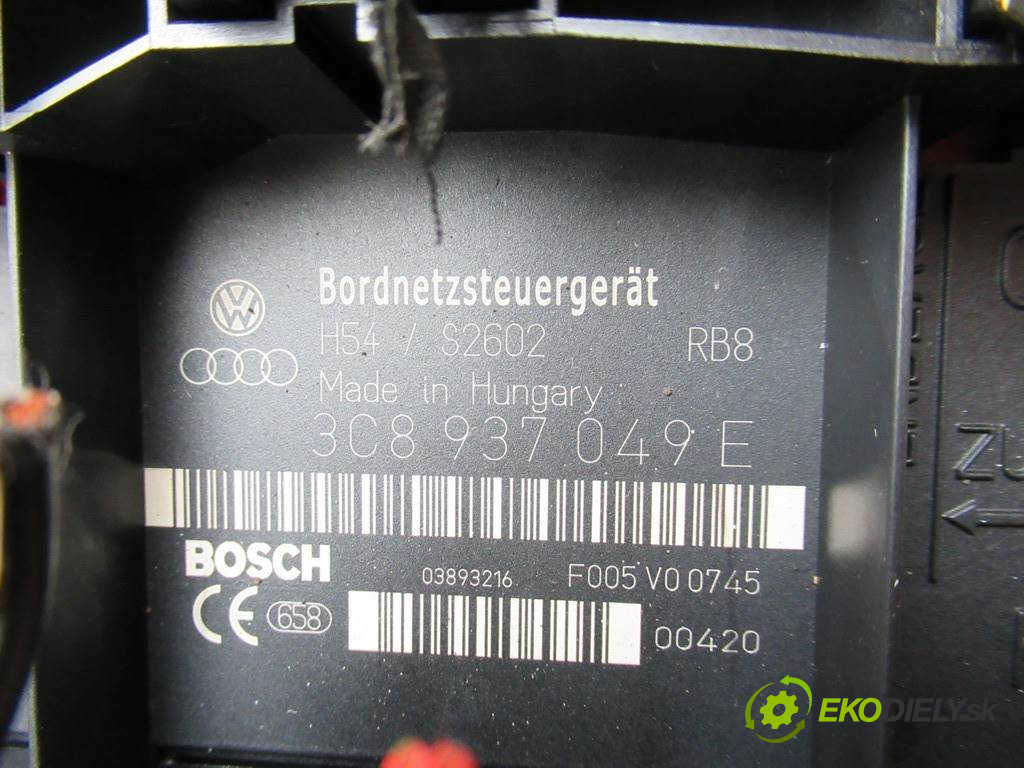 Bordnetzsteuergerät
H54 / S2602 RB8
Made in Hungary
3C8 937 049 E
BOSCH
03893216 F005 V0 0745
CE 658
00420
ZU
EKODIELY.sk